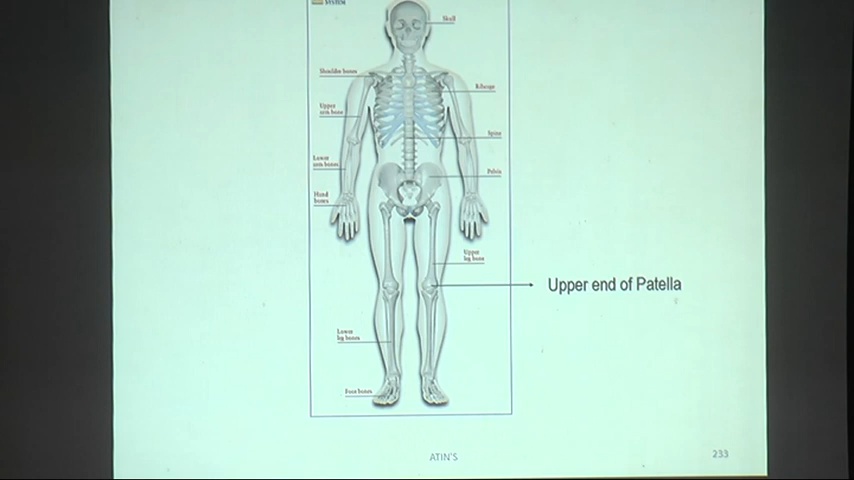 SYSTEM
Skull
Shoulder bones
Ribcage
Upper
arm bone
Spine
Lower
arm bones
Pelvis
Hand
bones
Upper
leg bone
Upper end of Patella
Lower
leg bones
Foot bones
ATIN'S
233